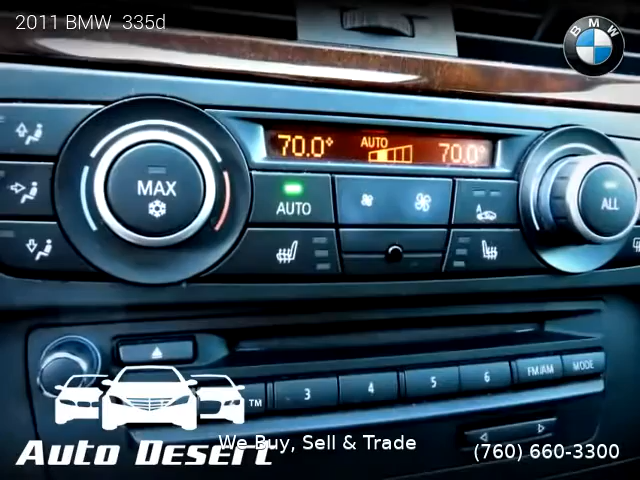 2011 BMW 335d
BMW
70.0° AUTO 70.0°
MAX
AUTO
ALL
3 4 5 6 FM/AM MODE
TM
We Buy, Sell & Trade
Auto Desert
(760) 660-3300